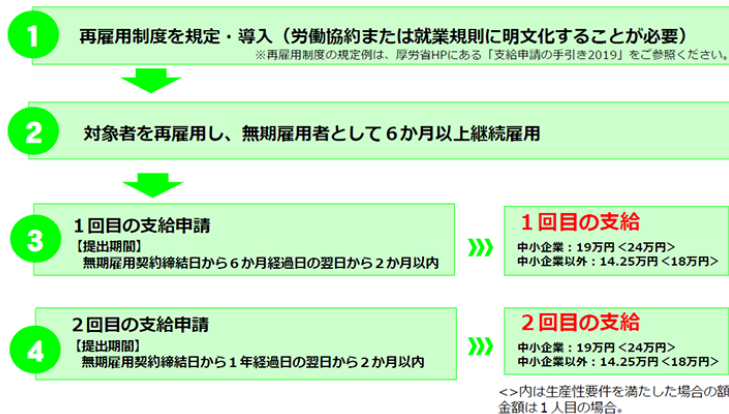 1
再雇用制度を規定・導入（労働協約または就業規則に明文化することが必要）
※再雇用制度の規定例は、厚労省HPにある「支給申請の手引き2019」をご参照ください。
2
対象者を再雇用し、無期雇用者として６か月以上継続雇用
3
１回目の支給申請
【提出期間】
無期雇用契約締結日から６か月経過日の翌日から２か月以内
１回目の支給
中小企業：19万円＜24万円＞
中小企業以外：14.25万円＜18万円＞
4
２回目の支給申請
【提出期間】
無期雇用契約締結日から１年経過日の翌日から２か月以内
２回目の支給
中小企業：19万円＜24万円＞
中小企業以外：14.25万円＜18万円＞
<>内は生産性要件を満たした場合の額
金額は１人目の場合。